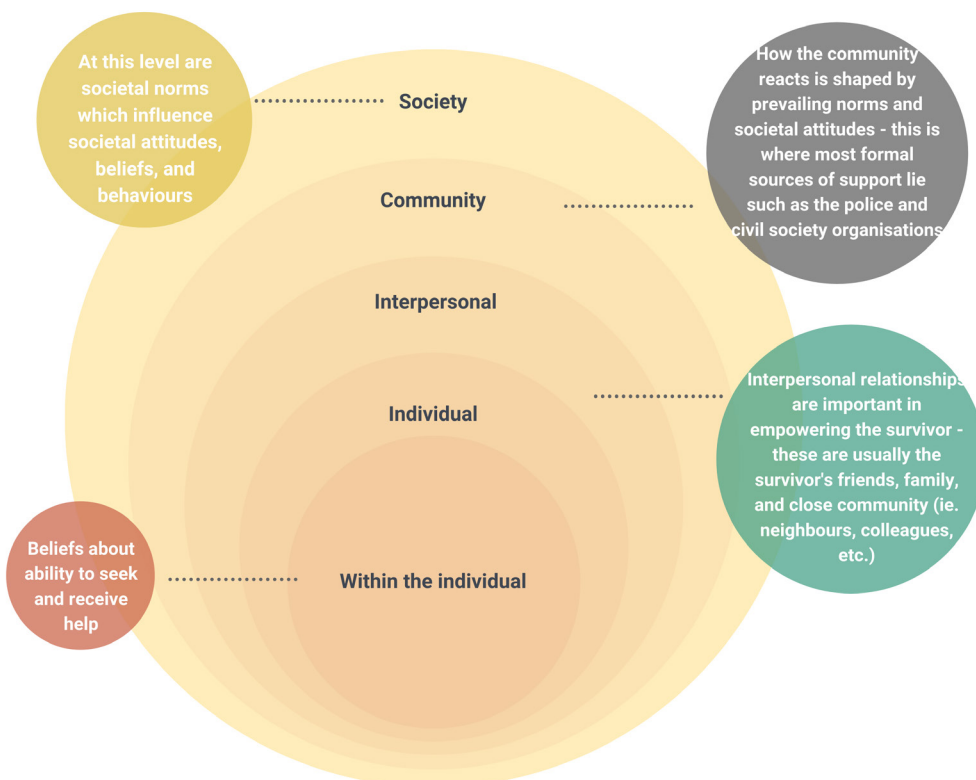 At this level are
societal norms
which influence
societal attitudes,
beliefs, and
behaviours
Society
How the community
reacts is shaped by
prevailing norms and
societal attitudes - this is
where most formal
sources of support lie
such as the police and
civil society organisations
Community
Interpersonal
Individual
Interpersonal relationships
are important in
empowering the survivor -
these are usually the
survivor's friends, family,
and close community (ie.
neighbours, colleagues,
etc.)
Beliefs about
ability to seek
and receive
help
Within the individual